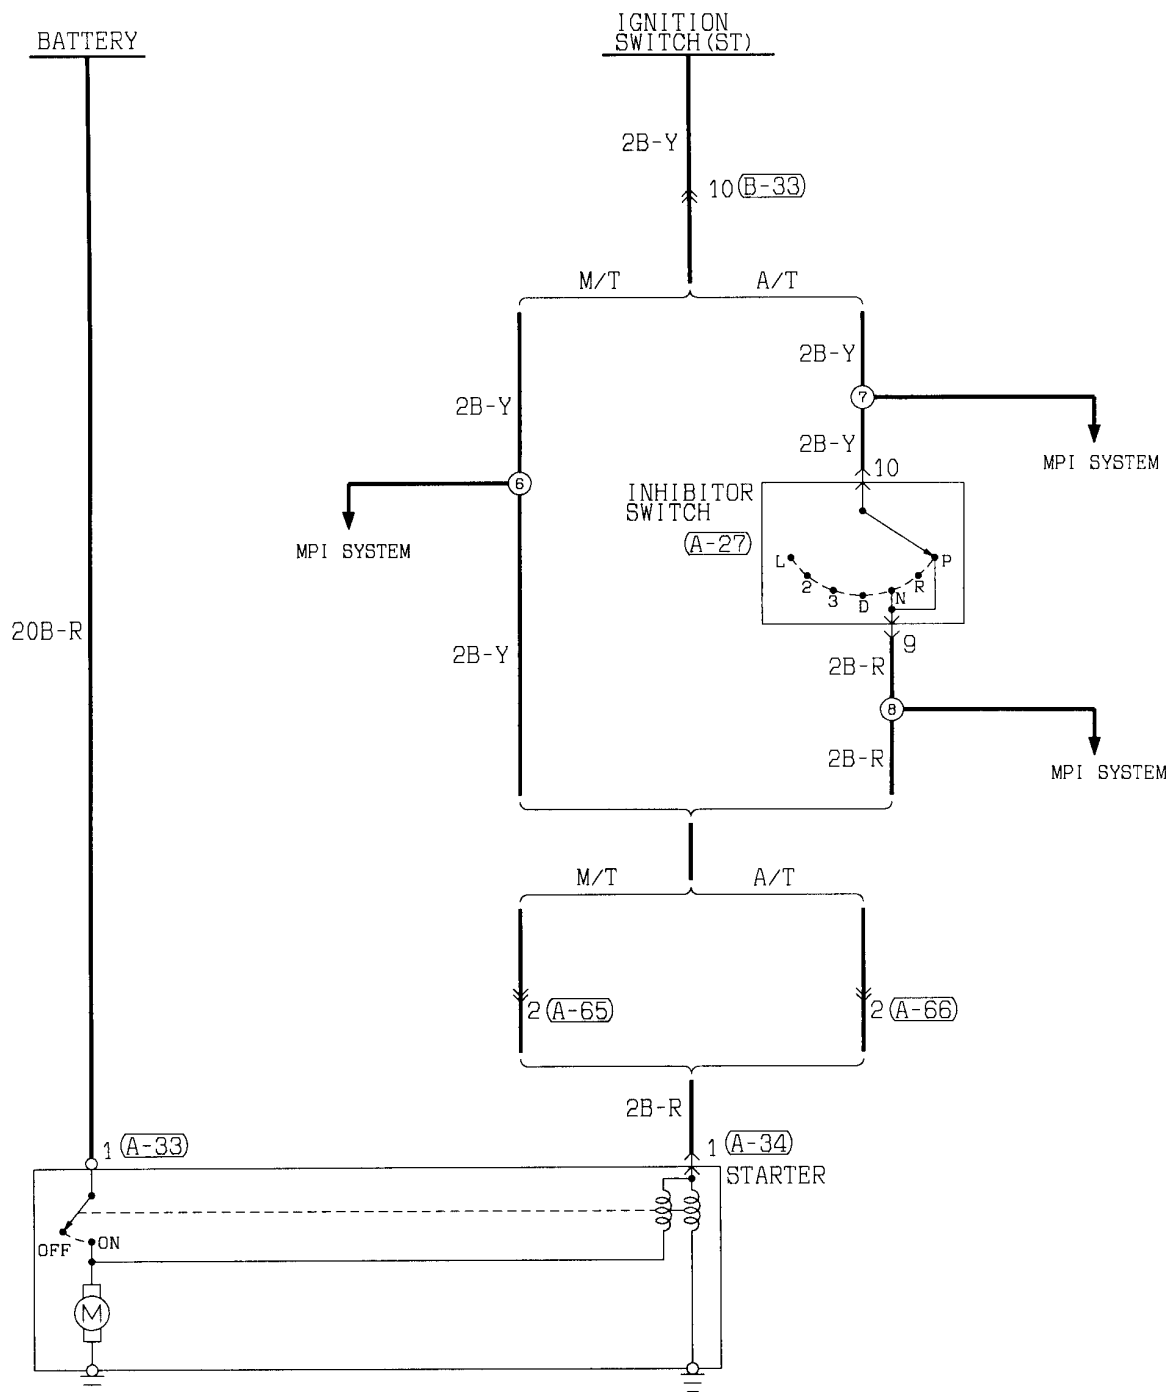 BATTERY
IGNITION
SWITCH(ST)
2B-Y
10 B-33
M/T
A/T
2B-Y
7
2B-Y
2B-Y
MPI SYSTEM
10
6
INHIBITOR
SWITCH
A-27
MPI SYSTEM
L
2
3
D
N
R
P
20B-R
2B-Y
9
2B-R
8
2B-R
MPI SYSTEM
M/T
A/T
2 A-65
2 A-66
2B-R
1 A-33
1 A-34
STARTER
OFF
ON
M